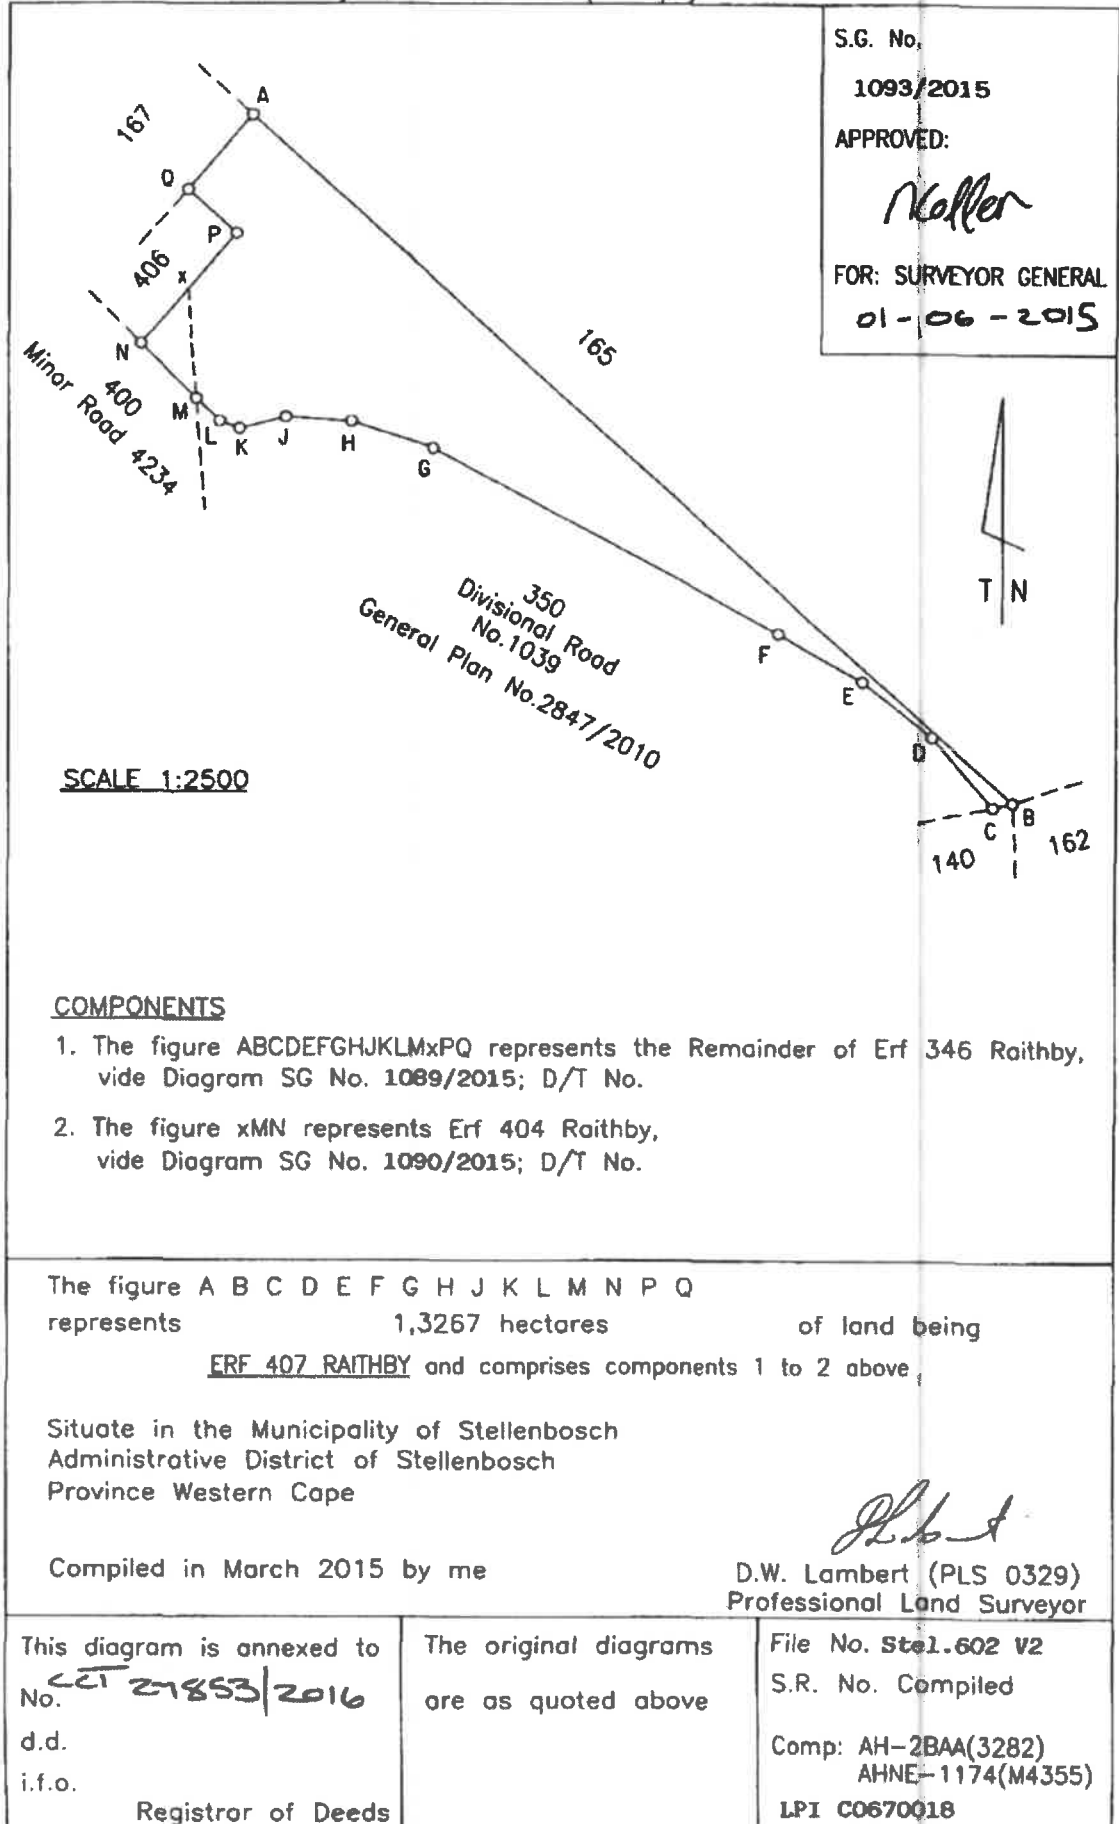 S.G. No.
1093/2015
APPROVED:
FOR: SURVEYOR GENERAL
01-06-2015
A
167
Q
P
406
x
165
N
Minor Road 4234
400
M
L
K
J
H
G
T N
350
Divisional Road
No.1039
General Plan No.2847/2010
F
E
D
SCALE 1:2500
C
B
140
162
COMPONENTS
1. The figure ABCDEFGHJKLMxPQ represents the Remainder of Erf 346 Raithby,
vide Diagram SG No. 1089/2015; D/T No.
2. The figure xMN represents Erf 404 Raithby,
vide Diagram SG No. 1090/2015; D/T No.
The figure A B C D E F G H J K L M N P Q
represents 1,3267 hectares of land being
ERF 407 RAITHBY and comprises components 1 to 2 above
Situate in the Municipality of Stellenbosch
Administrative District of Stellenbosch
Province Western Cape
Compiled in March 2015 by me
D.W. Lambert (PLS 0329)
Professional Land Surveyor
This diagram is annexed to
No. CCT 27853/2016
d.d.
i.f.o.
Registrar of Deeds
The original diagrams
are as quoted above
File No. Stel.602 V2
S.R. No. Compiled
Comp: AH-2BAA(3282)
AHNE-1174(M4355)
LPI C0670018